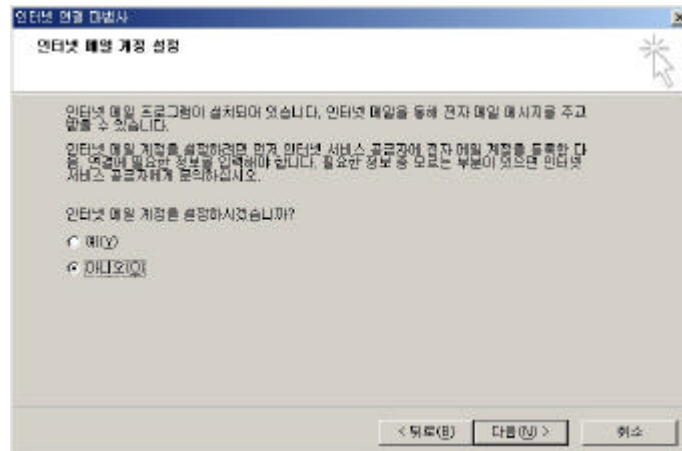 인터넷 연결 마법사
인터넷 메일 계정 설정
인터넷 메일 프로그램이 설치되어 있습니다. 인터넷 메일을 통해 전자 메일 메시지를 주고
받을 수 있습니다.
인터넷 메일 계정을 설정하려면 먼저 인터넷 서비스 공급자에 전자 메일 계정을 등록한 다
음, 연결에 필요한 정보를 입력해야 합니다. 필요한 정보 중 모르는 부분이 있으면 인터넷
서비스 공급자에게 문의하십시오.
인터넷 메일 계정을 설정하시겠습니까?
예(Y)
아니오(O)
< 뒤로(B)
다음(N) >
취소